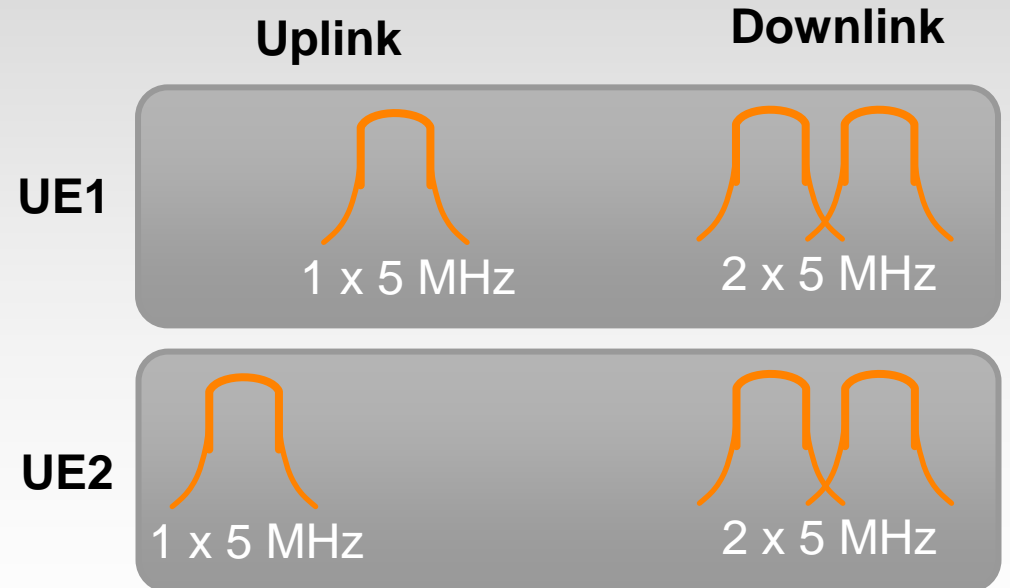 Uplink
Downlink
UE1
1 x 5 MHz
2 x 5 MHz
UE2
1 x 5 MHz
2 x 5 MHz